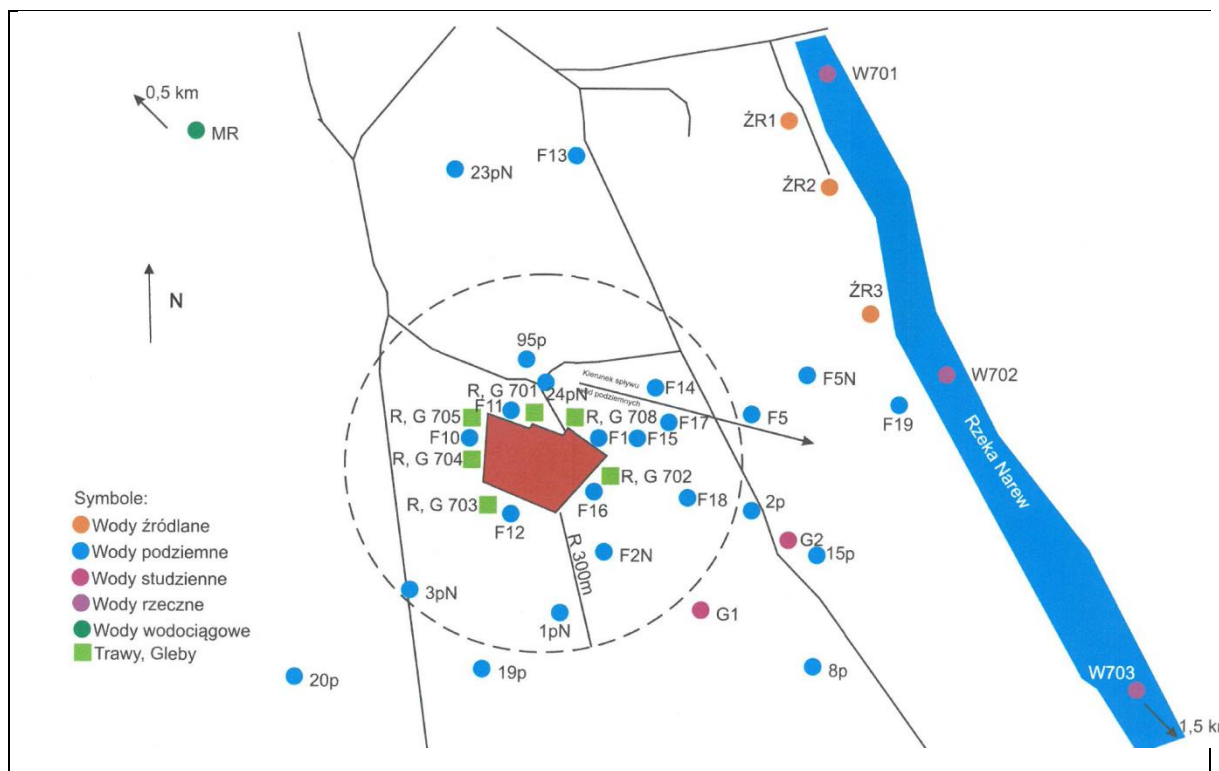 0,5 km
MR
N
23pN
F13
W701
ŹR1
ŹR2
ŹR3
95p
24pN
Kierunek spływu
wód podziemnych
F14
F5N
W702
F19
R, G 701
F11
R, G 705
F10
R, G 704
R, G 708
F1
F15
F17
F5
R, G 702
R, G 703
F12
F16
F18
2p
G2
15p
F2N
R 300m
3pN
1pN
G1
20p
19p
8p
Rzeka Narew
W703
1,5 km
Symbole:
Wody źródlane
Wody podziemne
Wody studzienne
Wody rzeczne
Wody wodociągowe
Trawy, Gleby